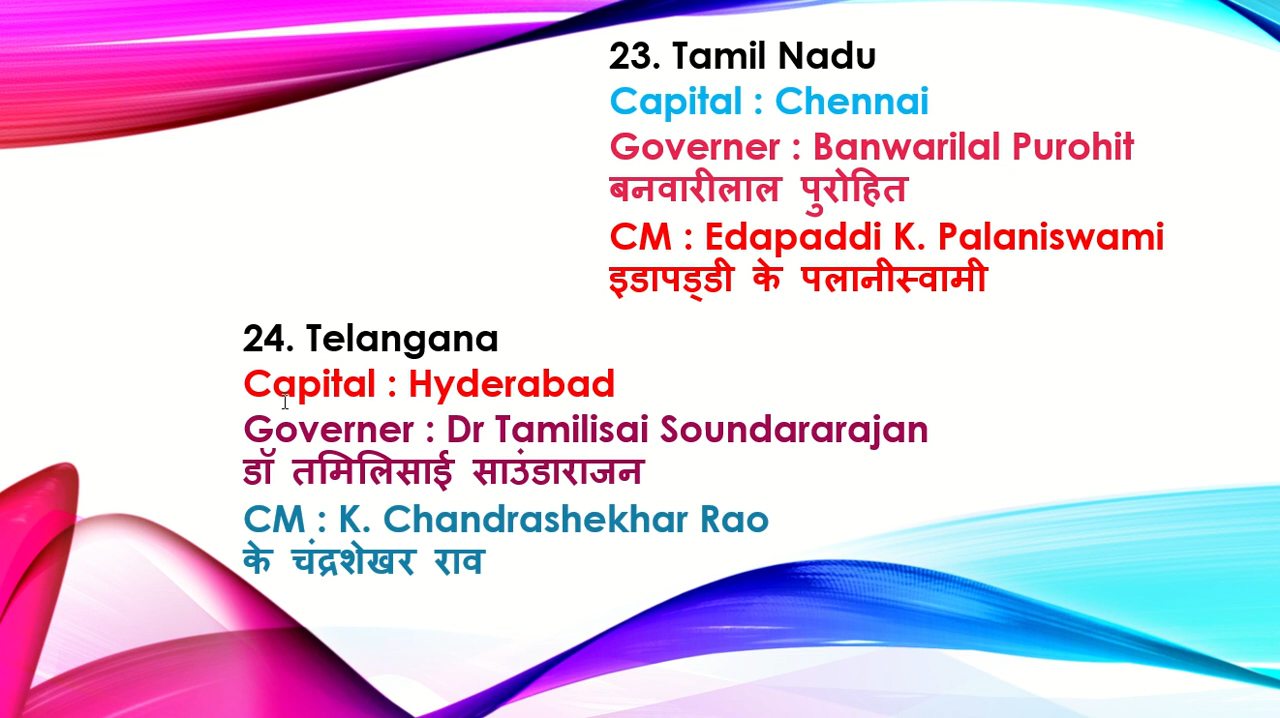 23. Tamil Nadu
Capital : Chennai
Governer : Banwarilal Purohit
बनवारीलाल पुरोहित
CM : Edapaddi K. Palaniswami
इडापड्डी के पलानीस्वामी
24. Telangana
Capital : Hyderabad
Governer : Dr Tamilisai Soundararajan
डॉ तमिलिसाई साउंडाराजन
CM : K. Chandrashekhar Rao
के चंद्रशेखर राव